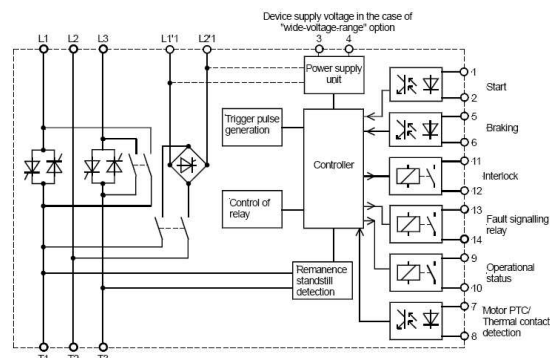 Device supply voltage in the case of
"wide-voltage-range" option
L1 L2 L3 L1'1 L2'1 3 4
Power supply
unit
1
Start
2
Trigger pulse
generation
5
Braking
6
Controller
11
Interlock
12
Control of
relay
13
Fault signalling
relay
14
Remanence
standstill
detection
9
Operational
status
10
7
Motor PTC/
Thermal contact
detection
8
T1 T2 T3